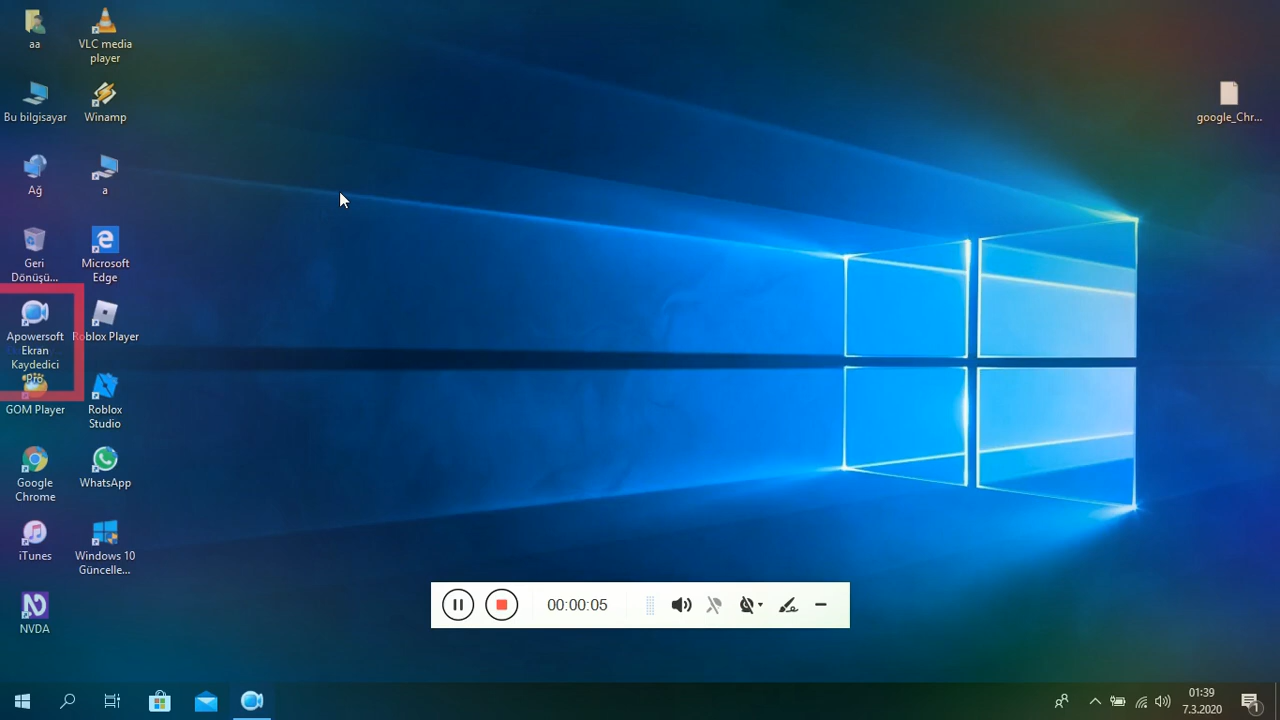 aa
VLC media
player
Bu bilgisayar
Winamp
google_Chr...
Ağ
a
Geri
Dönüşü...
Microsoft
Edge
Apowersoft
Ekran
Kaydedici
Pro
Roblox Player
GOM Player
Roblox
Studio
Google
Chrome
WhatsApp
iTunes
Windows 10
Güncelle...
NVDA
00:00:05
01:39
7.3.2020
1